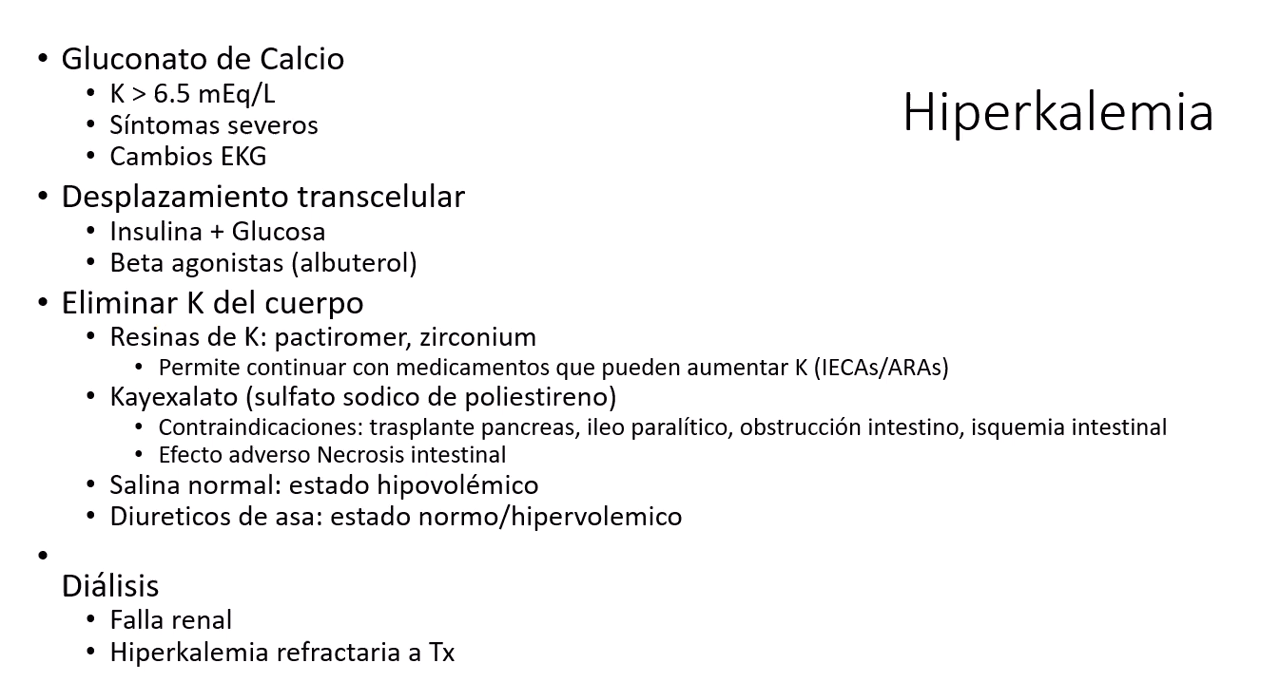 Hiperkalemia
• Gluconato de Calcio
• K > 6.5 mEq/L
• Síntomas severos
• Cambios EKG
• Desplazamiento transcelular
• Insulina + Glucosa
• Beta agonistas (albuterol)
• Eliminar K del cuerpo
• Resinas de K: pactiromer, zirconium
• Permite continuar con medicamentos que pueden aumentar K (IECAs/ARAs)
• Kayexalato (sulfato sodico de poliestireno)
• Contraindicaciones: trasplante pancreas, ileo paralítico, obstrucción intestino, isquemia intestinal
• Efecto adverso Necrosis intestinal
• Salina normal: estado hipovolémico
• Diureticos de asa: estado normo/hipervolemico
•
Diálisis
• Falla renal
• Hiperkalemia refractaria a Tx